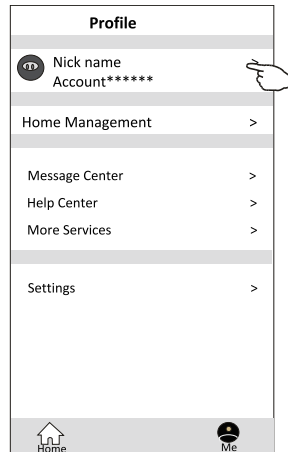 Profile
Nick name
Account******
Home Management >
Message Center >
Help Center >
More Services >
Settings >
Home
Me